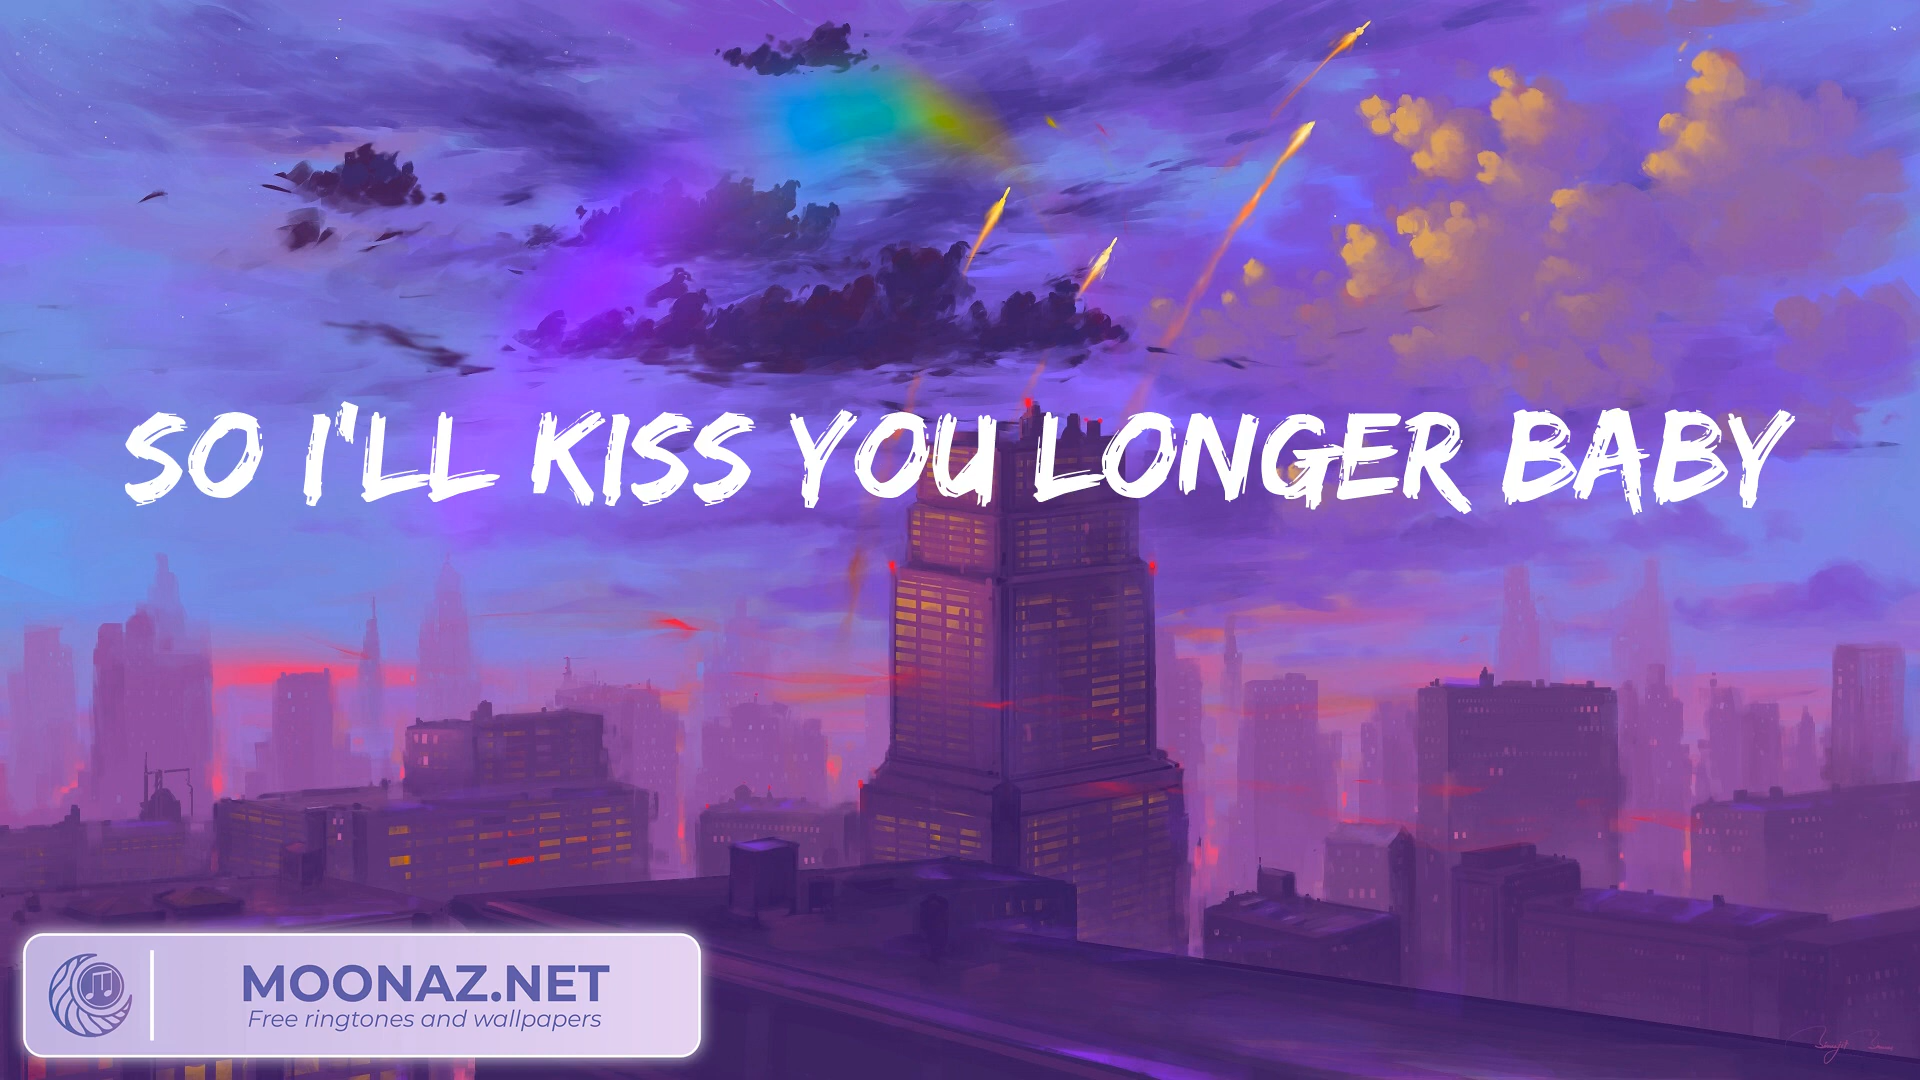 SO I'LL KISS YOU LONGER BABY
MOONAZ.NET
Free ringtones and wallpapers